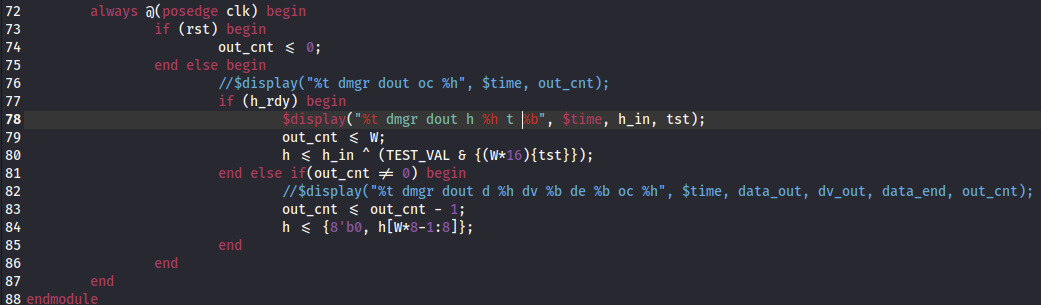 72 always @(posedge clk) begin
73 if (rst) begin
74 out_cnt <= 0;
75 end else begin
76 //$display("%t dmgr dout oc %h", $time, out_cnt);
77 if (h_rdy) begin
78 $display("%t dmgr dout h %h t %b", $time, h_in, tst);
79 out_cnt <= W;
80 h <= h_in ^ (TEST_VAL & {(W*16){tst}});
81 end else if(out_cnt != 0) begin
82 //$display("%t dmgr dout d %h dv %b de %b oc %h", $time, data_out, dv_out, data_end, out_cnt);
83 out_cnt <= out_cnt - 1;
84 h <= {8'b0, h[W*8-1:8]};
85 end
86 end
87 end
88 endmodule